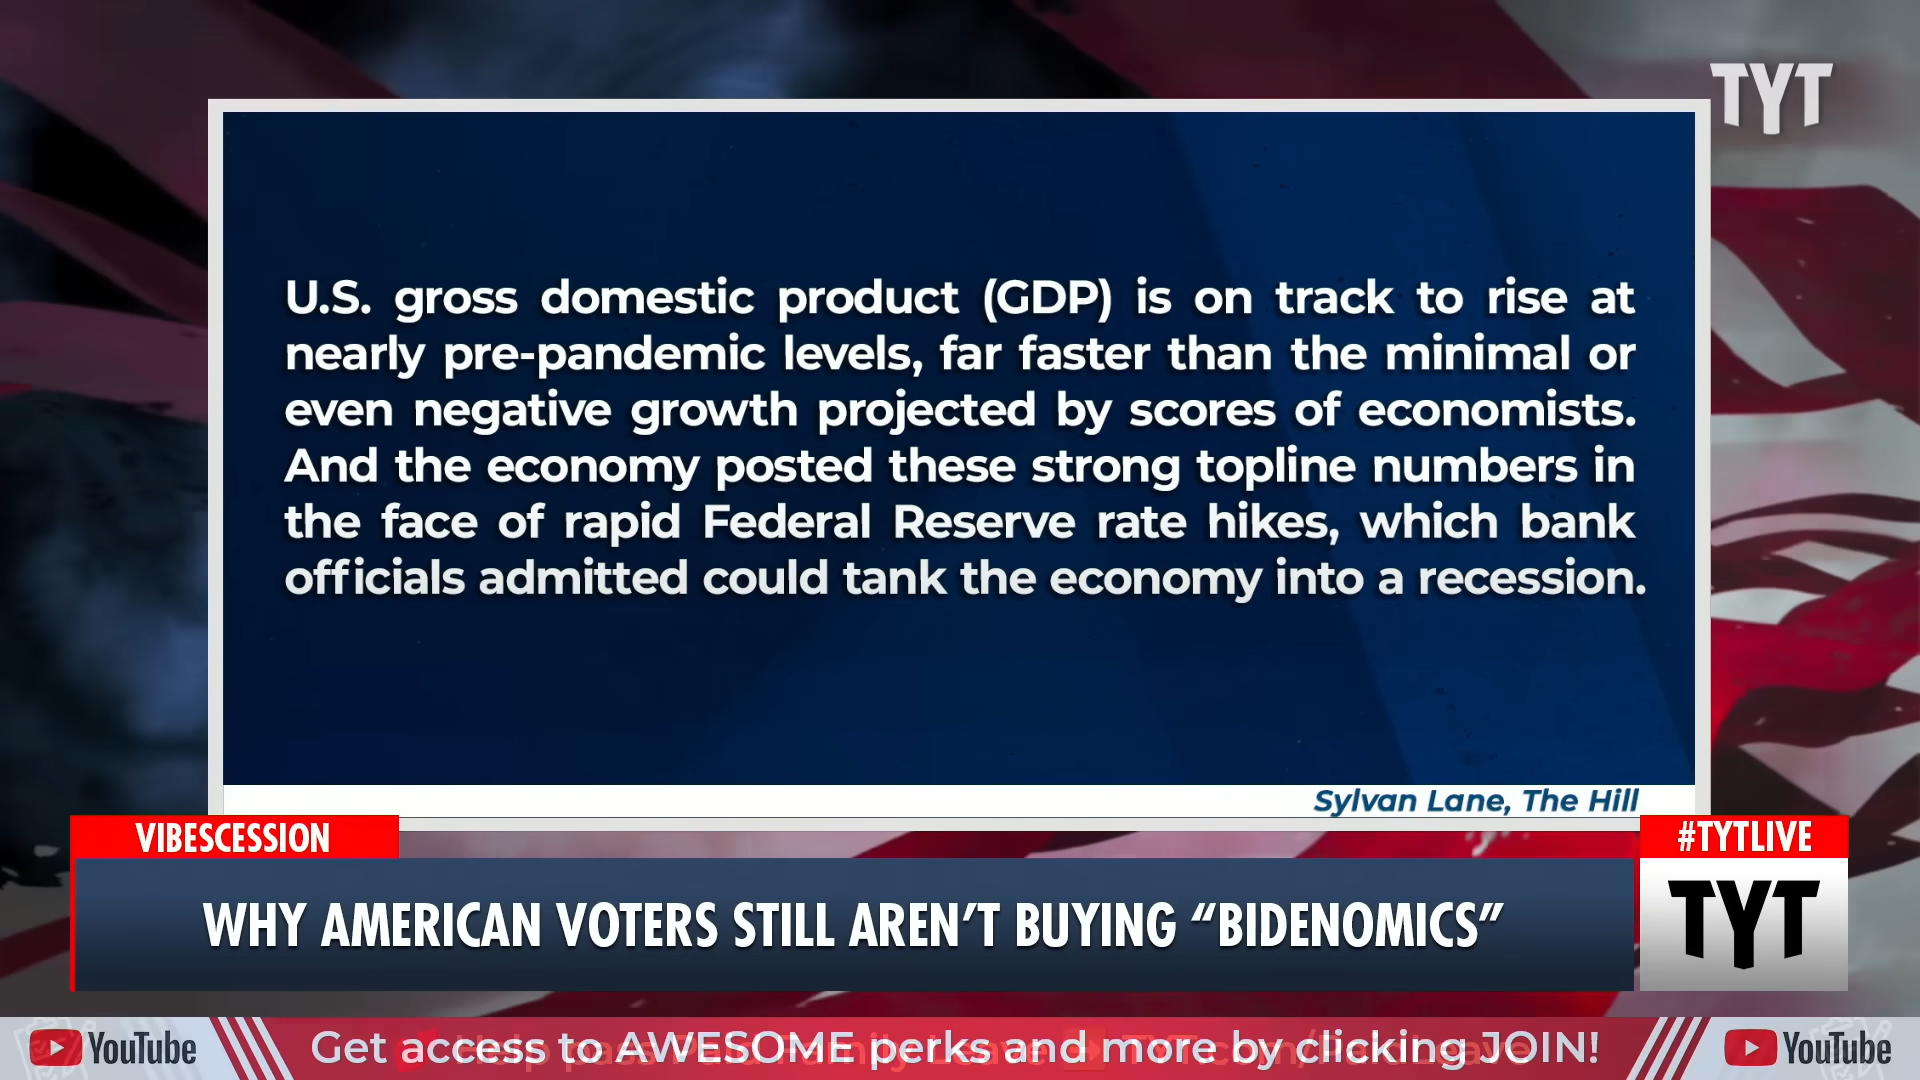 TYT
U.S. gross domestic product (GDP) is on track to rise at
nearly pre-pandemic levels, far faster than the minimal or
even negative growth projected by scores of economists.
And the economy posted these strong topline numbers in
the face of rapid Federal Reserve rate hikes, which bank
officials admitted could tank the economy into a recession.
Sylvan Lane, The Hill
VIBESCESSION
#TYTLIVE
WHY AMERICAN VOTERS STILL AREN’T BUYING “BIDENOMICS”
TYT
YouTube
Get access to AWESOME perks and more by clicking JOIN!
YouTube